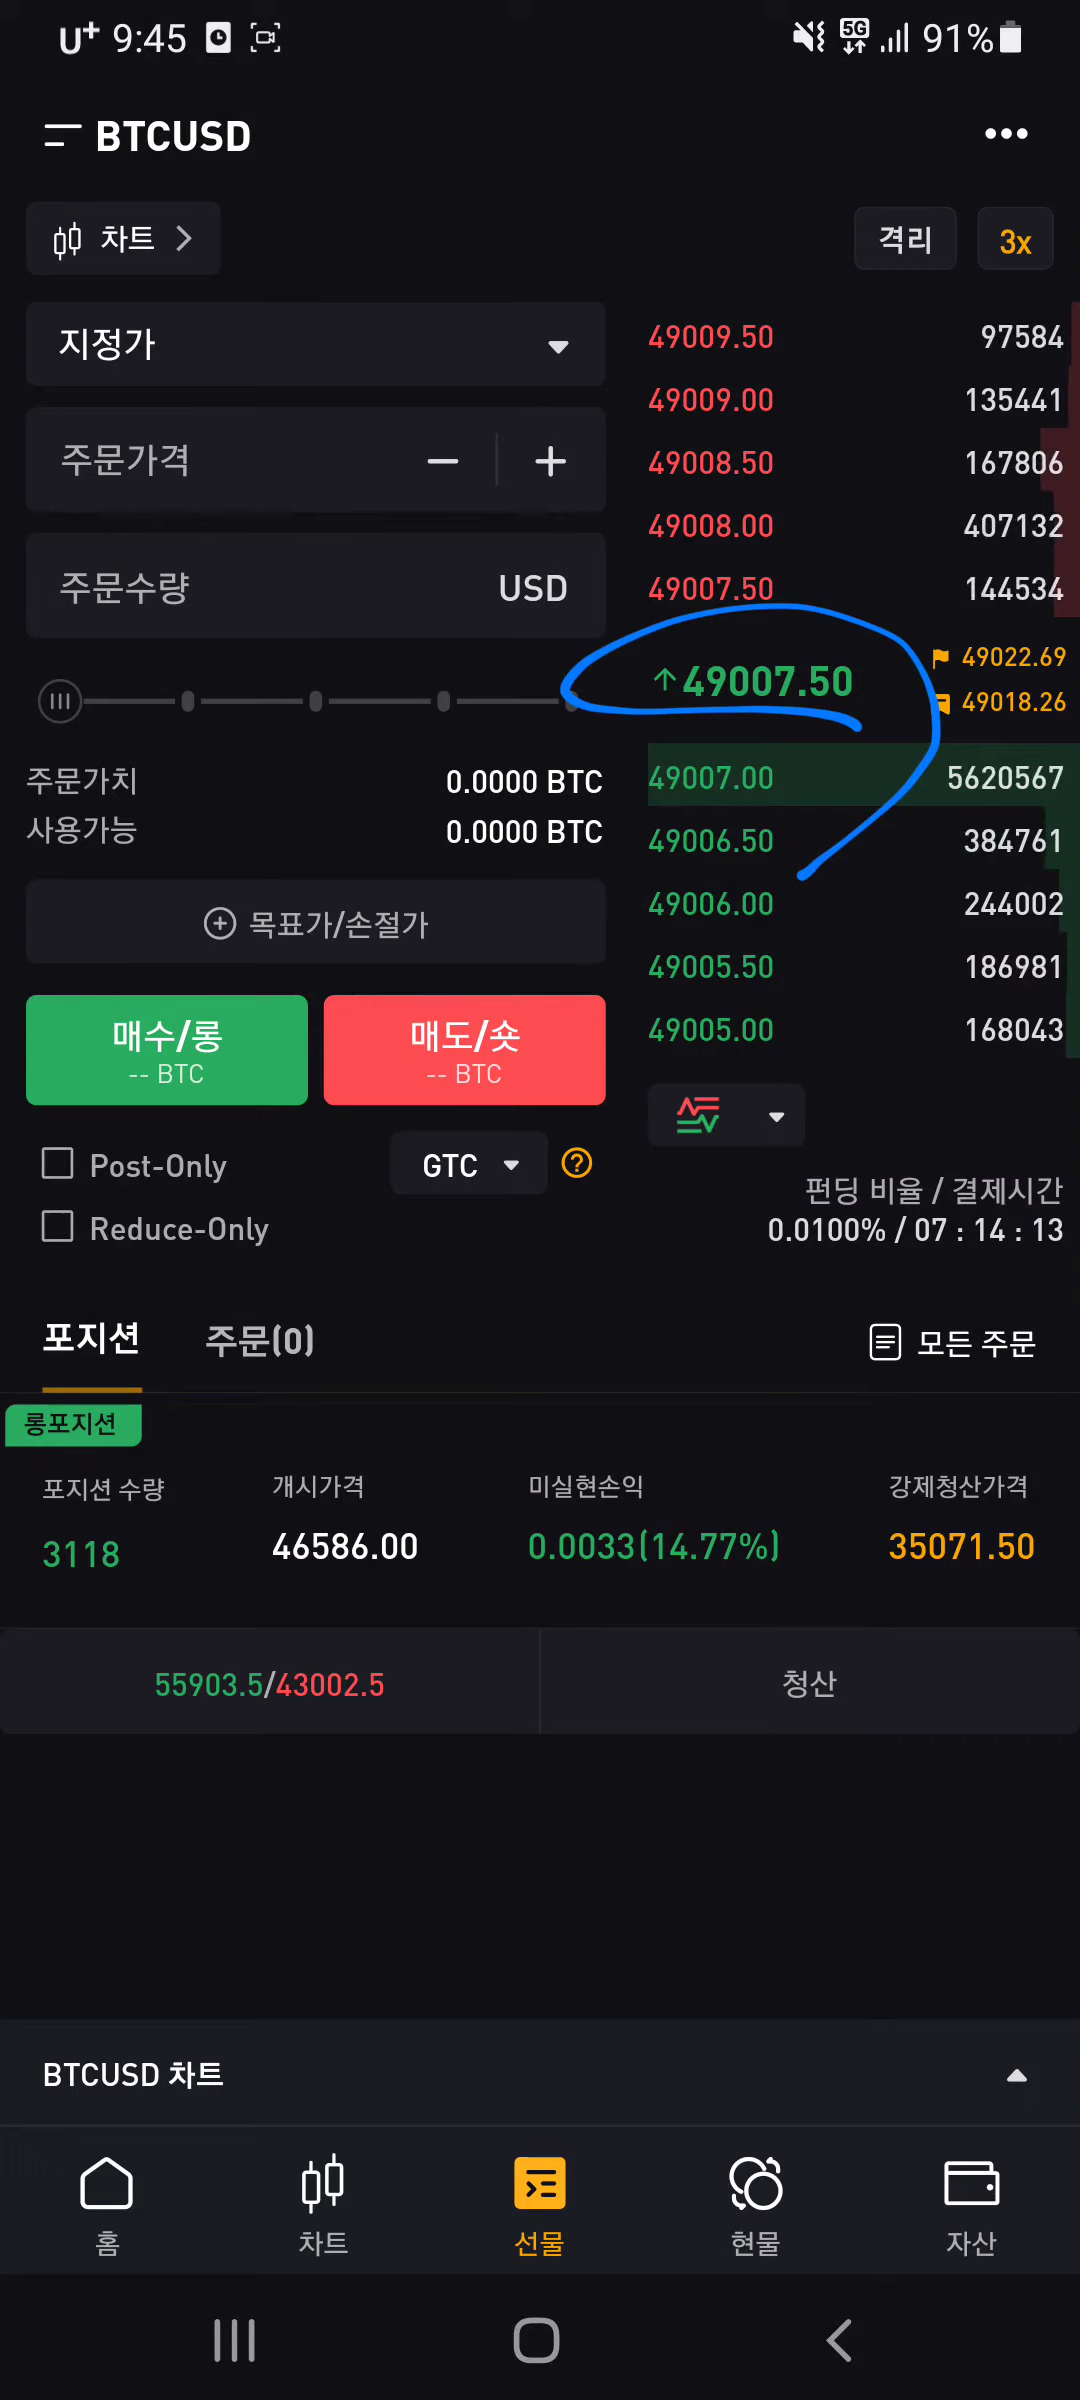 U+ 9:45 5G 91%
BTCUSD
차트
격리 3x
지정가
주문가격
주문수량 USD
주문가치 0.0000 BTC
사용가능 0.0000 BTC
목표가/손절가
매수/롱
-- BTC
매도/숏
-- BTC
Post-Only GTC ?
Reduce-Only
49009.50 97584
49009.00 135441
49008.50 167806
49008.00 407132
49007.50 144534
↑49007.50
49022.69
49018.26
49007.00 5620567
49006.50 384761
49006.00 244002
49005.50 186981
49005.00 168043
펀딩 비율 / 결제시간
0.0100% / 07 : 14 : 13
포지션 주문(0) 모든 주문
롱포지션
포지션 수량 개시가격 미실현손익 강제청산가격
3118 46586.00 0.0033(14.77%) 35071.50
55903.5/43002.5 청산
BTCUSD 차트
홈 차트 선물 현물 자산